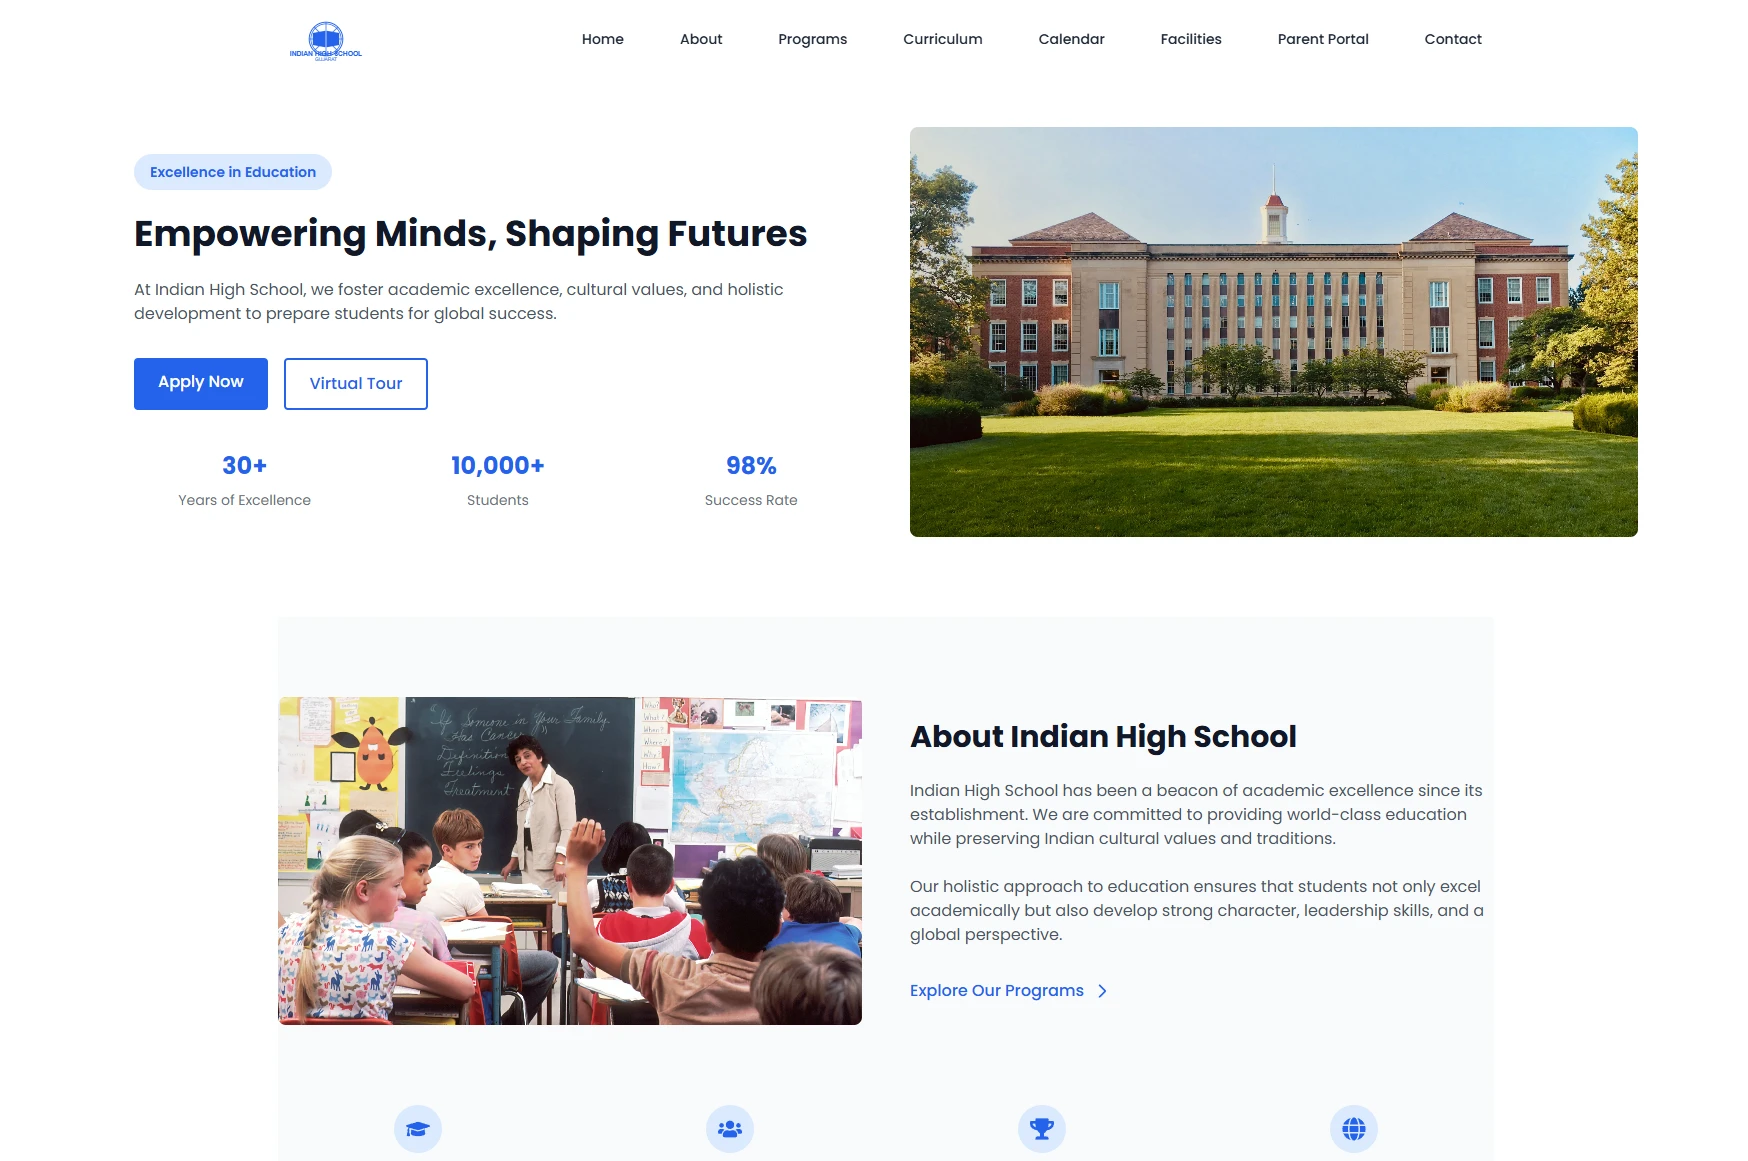 INDIAN HIGH SCHOOL
GUJARAT
Home About Programs Curriculum Calendar Facilities Parent Portal Contact
Excellence in Education
Empowering Minds, Shaping Futures
At Indian High School, we foster academic excellence, cultural values, and holistic
development to prepare students for global success.
Apply Now Virtual Tour
30+ 10,000+ 98%
Years of Excellence Students Success Rate
If Someone in Your Family
Has Cancer
Definition
Feelings
Treatment
What?
When?
Where?
Why?
How?
About Indian High School
Indian High School has been a beacon of academic excellence since its
establishment. We are committed to providing world-class education
while preserving Indian cultural values and traditions.
Our holistic approach to education ensures that students not only excel
academically but also develop strong character, leadership skills, and a
global perspective.
Explore Our Programs